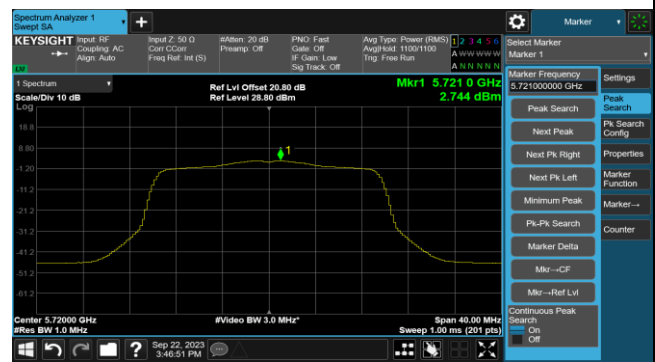 Spectrum Analyzer 1
Swept SA
+
Marker
KEYSIGHT
Input: RF
Coupling: AC
Align: Auto
Input Z: 50 Ω
Corr CCorr
Freq Ref: Int (S)
#Atten: 20 dB
Preamp: Off
PNO: Fast
Gate: Off
IF Gain: Low
Sig Track: Off
Avg Type: Power (RMS)
Avg|Hold: 1100/1100
Trig: Free Run
1 2 3 4 5 6
A W W W W W
A N N N N N
Select Marker
Marker 1
1 Spectrum
Scale/Div 10 dB
Log
Ref Lvl Offset 20.80 dB
Ref Level 28.80 dBm
Mkr1 5.721 0 GHz
2.744 dBm
18.8
8.80
-1.20
-11.2
-21.2
-31.2
-41.2
-51.2
-61.2
1
Center 5.72000 GHz
#Res BW 1.0 MHz
#Video BW 3.0 MHz*
Span 40.00 MHz
Sweep 1.00 ms (201 pts)
Marker Frequency
5.721000000 GHz
Peak Search
Next Peak
Next Pk Right
Next Pk Left
Minimum Peak
Pk-Pk Search
Marker Delta
Mkr→CF
Mkr→Ref Lvl
Continuous Peak
Search
On
Off
Settings
Peak
Search
Pk Search
Config
Properties
Marker
Function
Marker→
Counter
?
Sep 22, 2023
3:46:51 PM